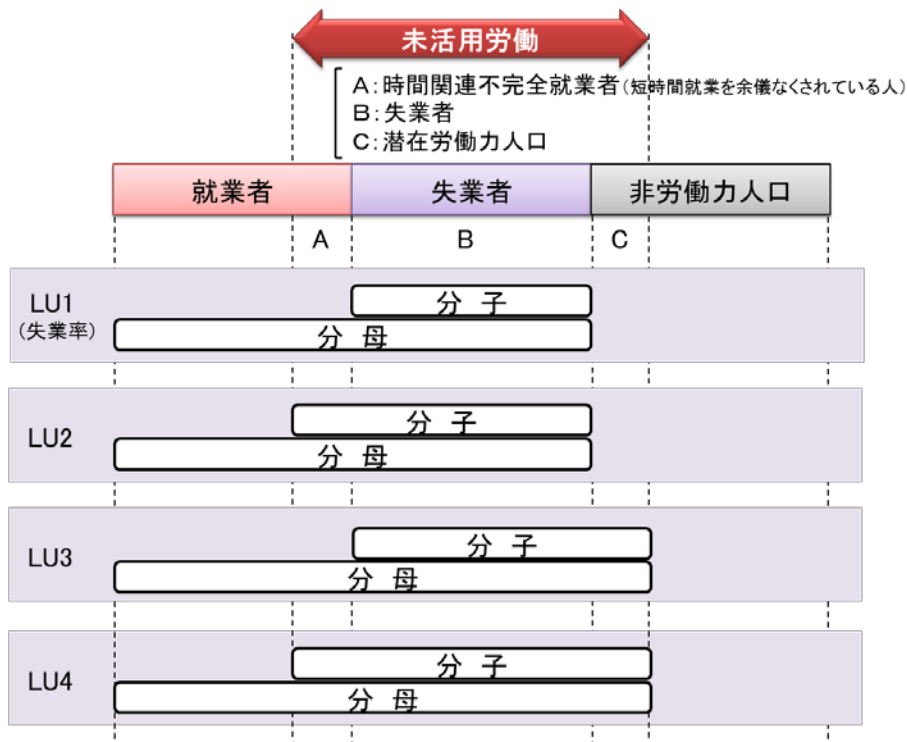 未活用労働
A:時間関連不完全就業者(短時間就業を余儀なくされている人)
B:失業者
C:潜在労働力人口
就業者 失業者 非労働力人口
A B C
LU1
(失業率)
分 子
分 母
LU2
分 子
分 母
LU3
分 子
分 母
LU4
分 子
分 母